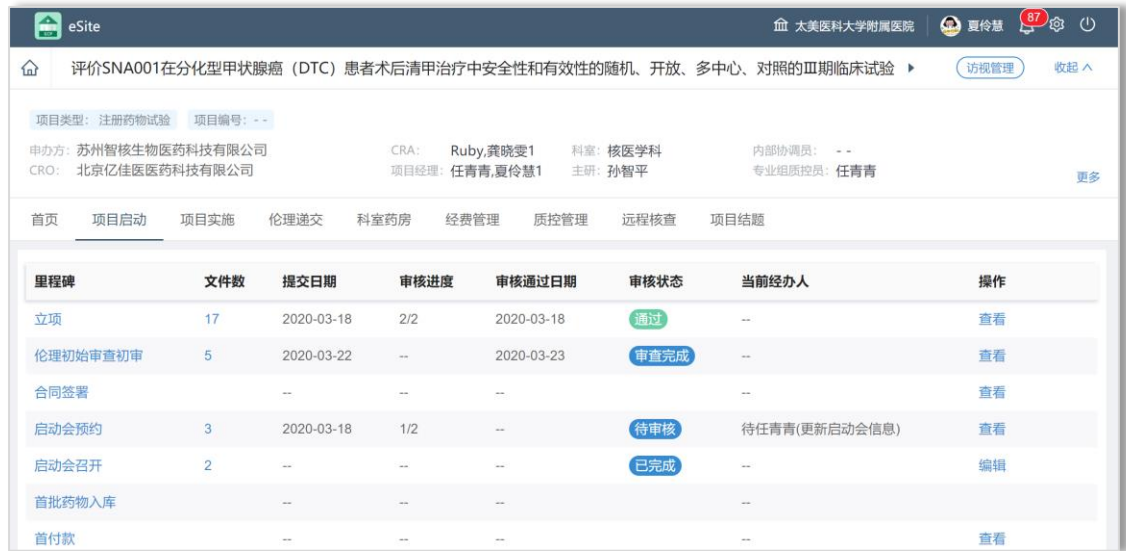 eSite 太美医科大学附属医院 夏伶慧 87
评价SNA001在分化型甲状腺癌（DTC）患者术后清甲治疗中安全性和有效性的随机、开放、多中心、对照的III期临床试验 访视管理 收起
项目类型：注册药物试验 项目编号：- -
申办方：苏州智核生物医药科技有限公司 CRA： Ruby,龚晓雯1 科室：核医学科 内部协调员：- -
CRO：北京亿佳医医药科技有限公司 项目经理：任青青,夏伶慧1 主研：孙智平 专业组质控员：任青青
更多
首页 项目启动 项目实施 伦理递交 科室药房 经费管理 质控管理 远程核查 项目结题
里程碑 文件数 提交日期 审核进度 审核通过日期 审核状态 当前经办人 操作
立项 17 2020-03-18 2/2 2020-03-18 通过 -- 查看
伦理初始审查初审 5 2020-03-22 -- 2020-03-23 审查完成 -- 查看
合同签署 -- -- -- -- 查看
启动会预约 3 2020-03-18 1/2 -- 待审核 待任青青(更新启动会信息) 查看
启动会召开 2 -- -- -- 已完成 -- 编辑
首批药物入库 -- -- -- --
首付款 -- -- -- -- 查看